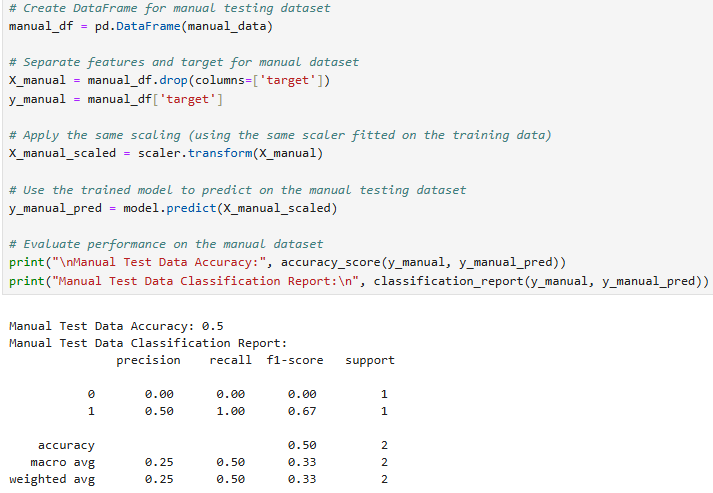 # Create DataFrame for manual testing dataset
manual_df = pd.DataFrame(manual_data)
# Separate features and target for manual dataset
X_manual = manual_df.drop(columns=['target'])
y_manual = manual_df['target']
# Apply the same scaling (using the same scaler fitted on the training data)
X_manual_scaled = scaler.transform(X_manual)
# Use the trained model to predict on the manual testing dataset
y_manual_pred = model.predict(X_manual_scaled)
# Evaluate performance on the manual dataset
print("\nManual Test Data Accuracy:", accuracy_score(y_manual, y_manual_pred))
print("Manual Test Data Classification Report:\n", classification_report(y_manual, y_manual_pred))
Manual Test Data Accuracy: 0.5
Manual Test Data Classification Report:
precision recall f1-score support
0 0.00 0.00 0.00 1
1 0.50 1.00 0.67 1
accuracy 0.50 2
macro avg 0.25 0.50 0.33 2
weighted avg 0.25 0.50 0.33 2